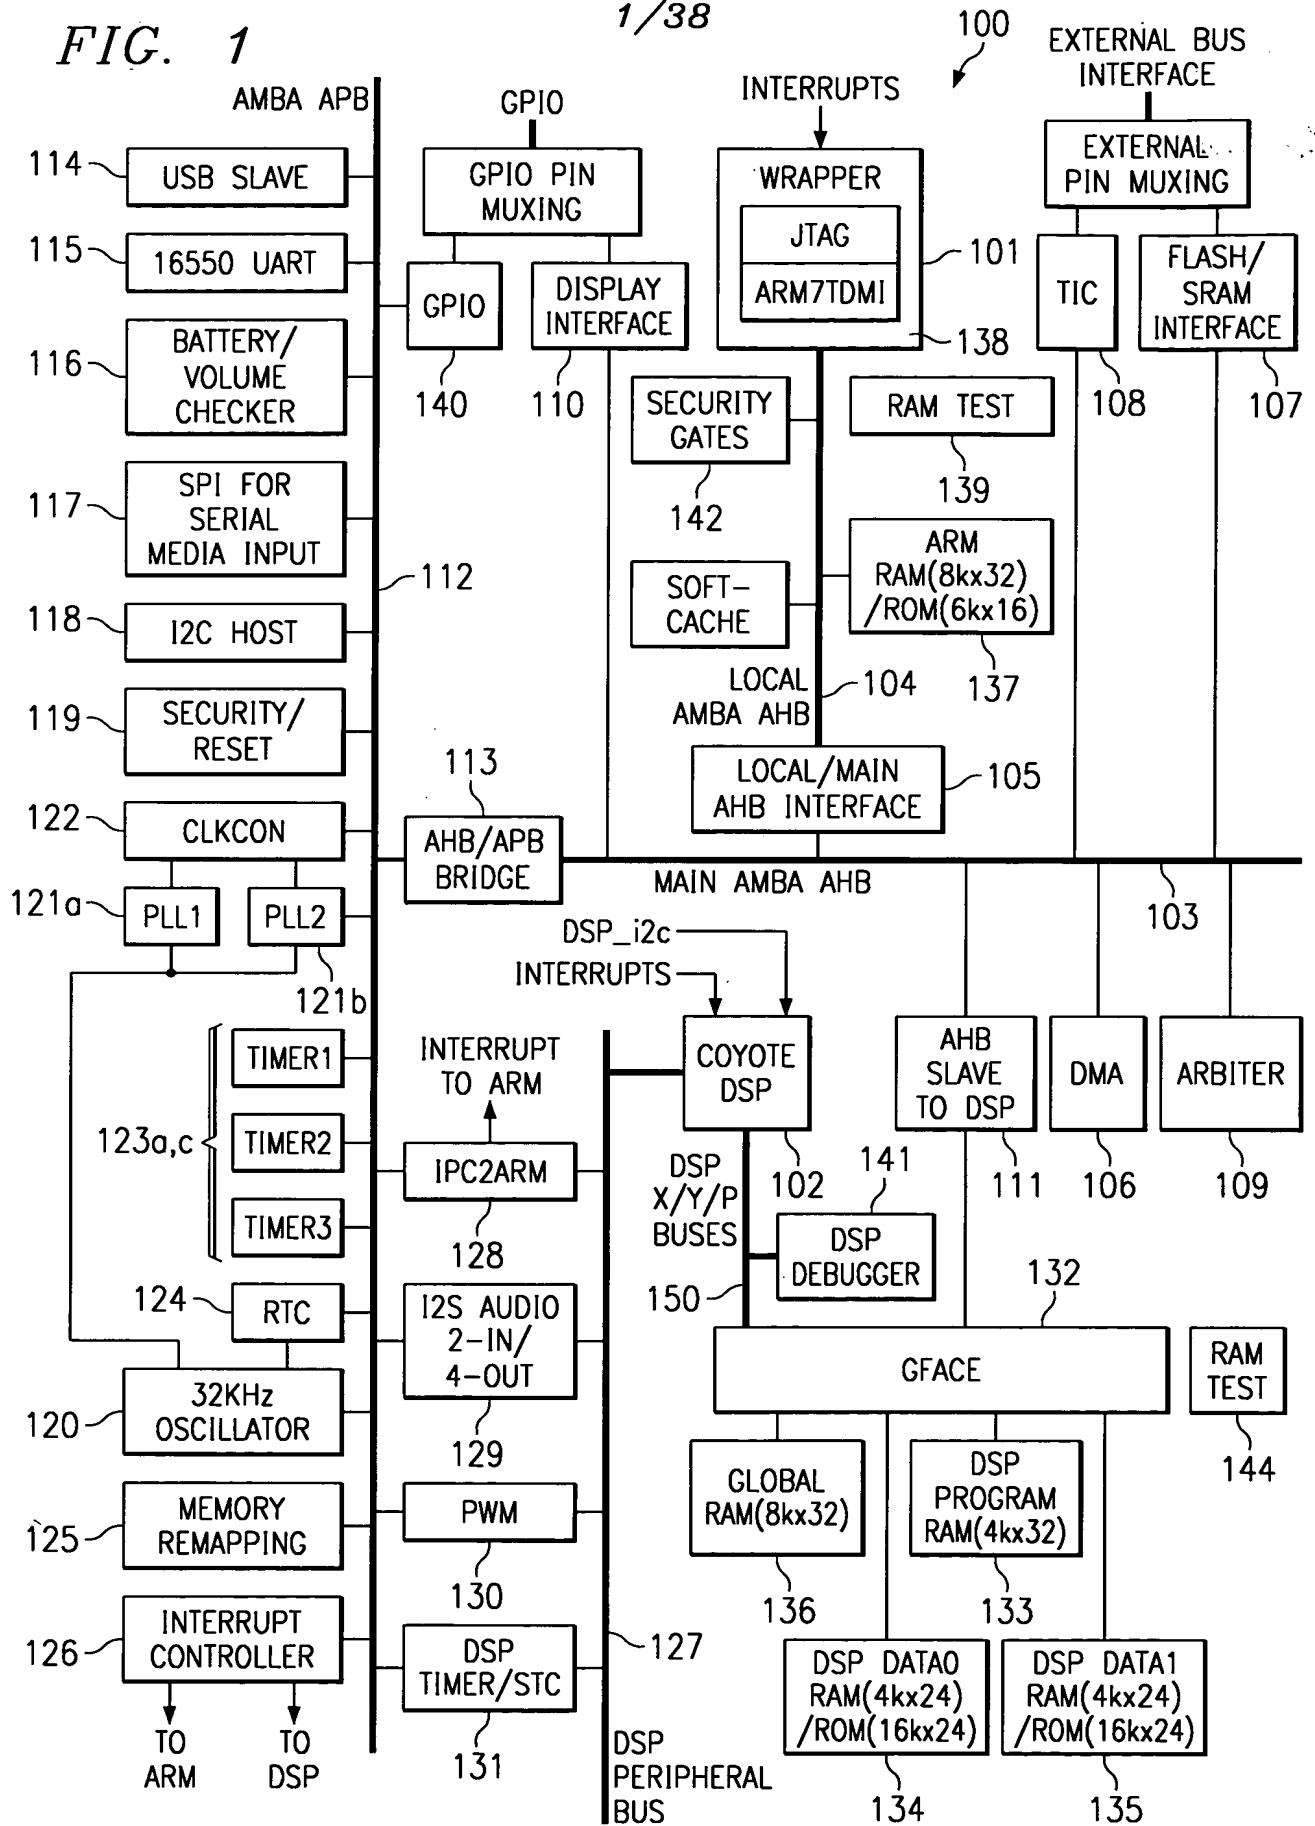 1/38
FIG. 1
100
EXTERNAL BUS
INTERFACE
AMBA APB
GPIO
INTERRUPTS
114
USB SLAVE
GPIO PIN
MUXING
WRAPPER
JTAG
ARM7TDMI
101
138
EXTERNAL
PIN MUXING
115
16550 UART
GPIO
140
DISPLAY
INTERFACE
110
TIC
108
FLASH/
SRAM
INTERFACE
107
116
BATTERY/
VOLUME
CHECKER
SECURITY
GATES
142
RAM TEST
139
117
SPI FOR
SERIAL
MEDIA INPUT
112
SOFT-
CACHE
ARM
RAM(8kx32)
/ROM(6kx16)
137
118
I2C HOST
LOCAL
AMBA AHB
104
119
SECURITY/
RESET
113
LOCAL/MAIN
AHB INTERFACE
105
122
CLKCON
AHB/APB
BRIDGE
MAIN AMBA AHB
103
121a
PLL1
PLL2
121b
DSP_i2c
INTERRUPTS
123a,c
TIMER1
TIMER2
TIMER3
INTERRUPT
TO ARM
IPC2ARM
128
COYOTE
DSP
102
AHB
SLAVE
TO DSP
111
DMA
106
ARBITER
109
DSP
X/Y/P
BUSES
150
141
DSP
DEBUGGER
124
RTC
I2S AUDIO
2-IN/
4-OUT
129
132
GFACE
RAM
TEST
144
120
32KHz
OSCILLATOR
GLOBAL
RAM(8kx32)
136
DSP
PROGRAM
RAM(4kx32)
133
125
MEMORY
REMAPPING
PWM
130
126
INTERRUPT
CONTROLLER
TO
ARM
TO
DSP
DSP
TIMER/STC
131
127
DSP
PERIPHERAL
BUS
DSP DATA0
RAM(4kx24)
/ROM(16kx24)
134
DSP DATA1
RAM(4kx24)
/ROM(16kx24)
135